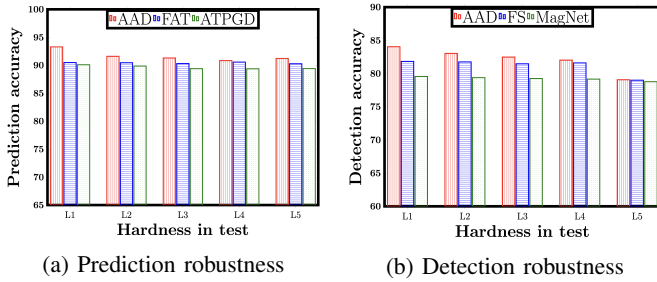 AAD FAT ATPGD
100
95
90
85
80
75
70
65
Prediction accuracy
L1 L2 L3 L4 L5
Hardness in test
(a) Prediction robustness
AAD FS MagNet
90
85
80
75
70
65
60
Detection accuracy
L1 L2 L3 L4 L5
Hardness in test
(b) Detection robustness